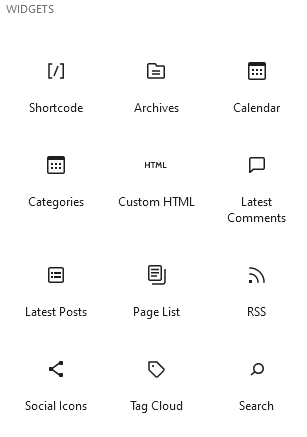 WIDGETS
Shortcode
Archives
Calendar
Categories
HTML
Custom HTML
Latest
Comments
Latest Posts
Page List
RSS
Social Icons
Tag Cloud
Search